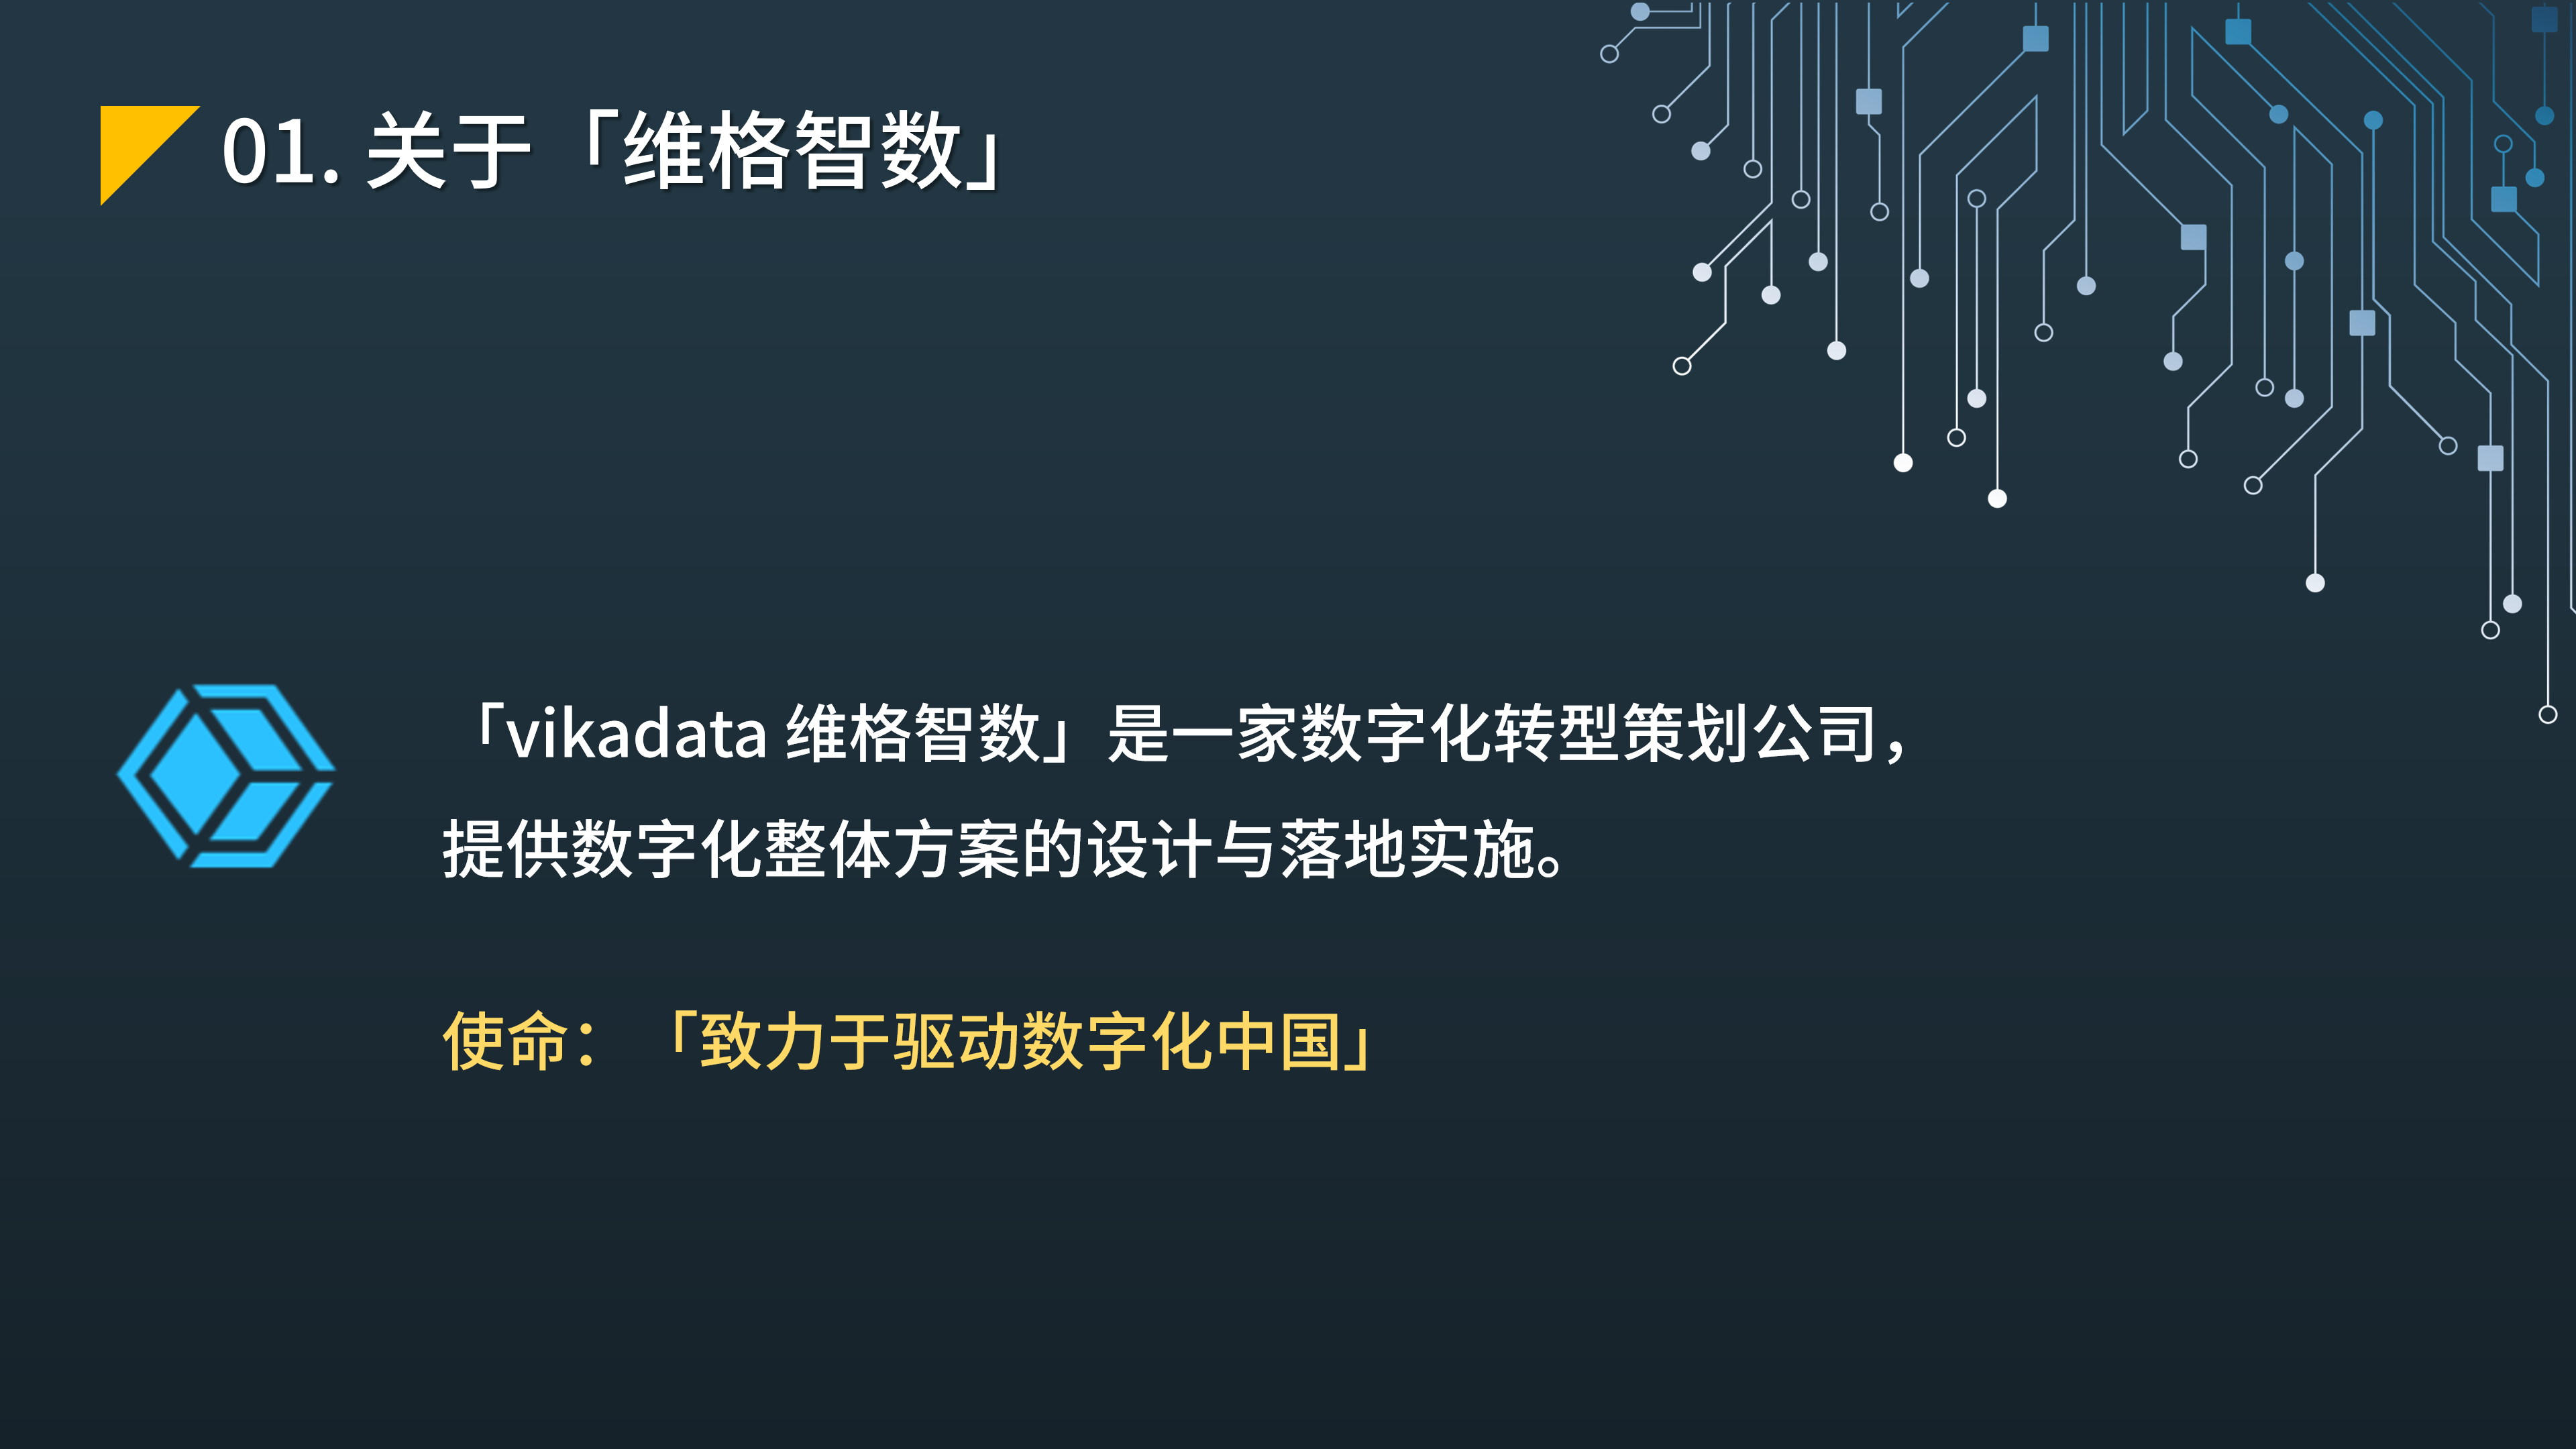 01. 关于「维格智数」
「vikadata 维格智数」是一家数字化转型策划公司，
提供数字化整体方案的设计与落地实施。
使命：「致力于驱动数字化中国」